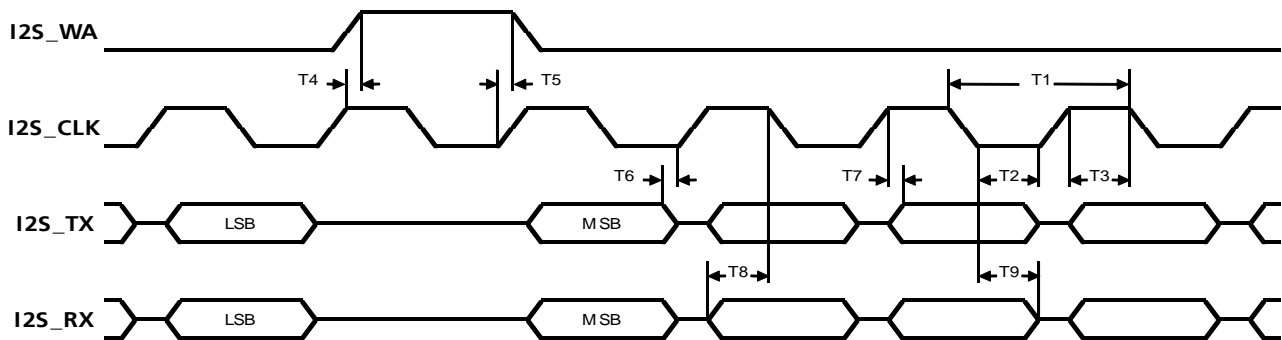 I2S_WA
T4
T5
T1
I2S_CLK
T6
T7
T2
T3
I2S_TX
LSB
MSB
T8
T9
I2S_RX
LSB
MSB